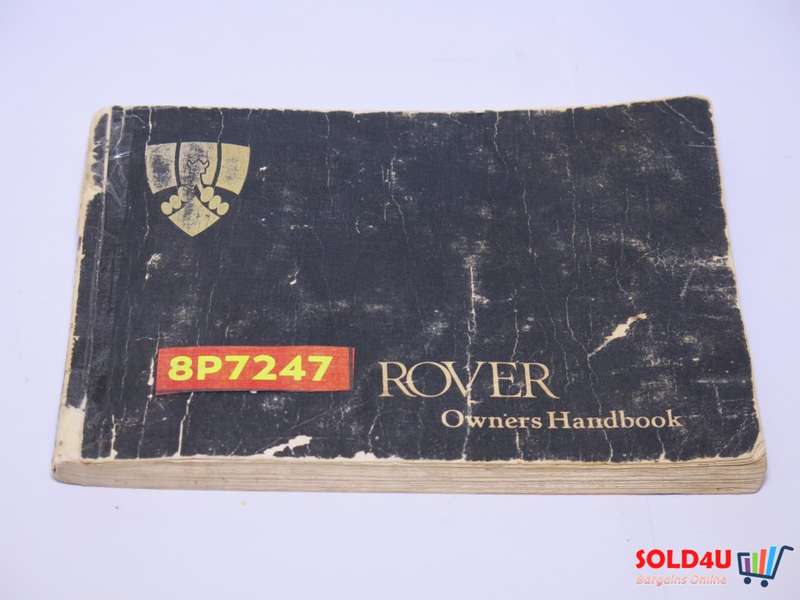 8P7247
ROVER
Owners Handbook
SOLD4U
Bargains Online